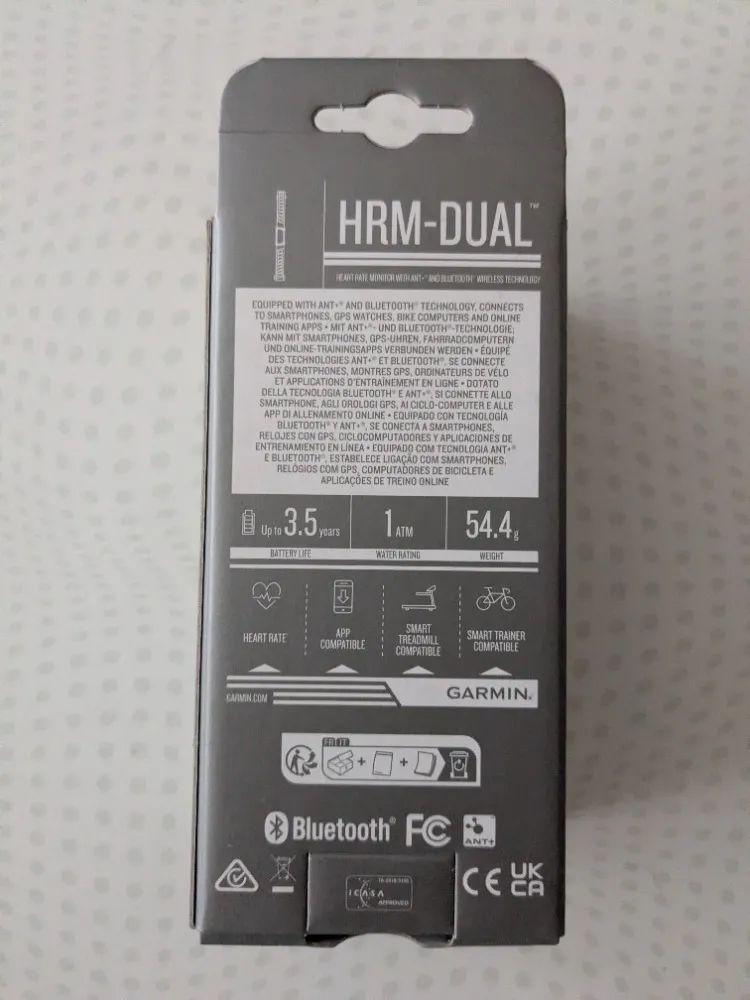 HRM-DUAL™
HEART RATE MONITOR WITH ANT+® AND BLUETOOTH® WIRELESS TECHNOLOGY
EQUIPPED WITH ANT+® AND BLUETOOTH® TECHNOLOGY, CONNECTS
TO SMARTPHONES, GPS WATCHES, BIKE COMPUTERS AND ONLINE
TRAINING APPS • MIT ANT+®- UND BLUETOOTH®-TECHNOLOGIE;
KANN MIT SMARTPHONES, GPS-UHREN, FAHRRADCOMPUTERN
UND ONLINE-TRAININGSAPPS VERBUNDEN WERDEN • ÉQUIPÉ
DES TECHNOLOGIES ANT+® ET BLUETOOTH®, SE CONNECTE
AUX SMARTPHONES, MONTRES GPS, ORDINATEURS DE VÉLO
ET APPLICATIONS D'ENTRAÎNEMENT EN LIGNE • DOTATO
DELLA TECNOLOGIA BLUETOOTH® E ANT+®, SI CONNETTE ALLO
SMARTPHONE, AGLI OROLOGI GPS, AI CICLO-COMPUTER E ALLE
APP DI ALLENAMENTO ONLINE • EQUIPADO CON TECNOLOGÍA
BLUETOOTH® Y ANT+®, SE CONECTA A SMARTPHONES,
RELOJES CON GPS, CICLOCOMPUTADORES Y APLICACIONES DE
ENTRENAMIENTO EN LÍNEA • EQUIPADO COM TECNOLOGIA ANT+®
E BLUETOOTH®, ESTABELECE LIGAÇÃO COM SMARTPHONES,
RELÓGIOS COM GPS, COMPUTADORES DE BICICLETA E
APLICAÇÕES DE TREINO ONLINE
Up to 3.5 years
BATTERY LIFE
1 ATM
WATER RATING
54.4 g
WEIGHT
HEART RATE
APP
COMPATIBLE
SMART
TREADMILL
COMPATIBLE
SMART TRAINER
COMPATIBLE
GARMIN.COM
GARMIN
FR IT
Bluetooth®
FC
ANT+
ICASA
APPROVED
CE
UK
CA